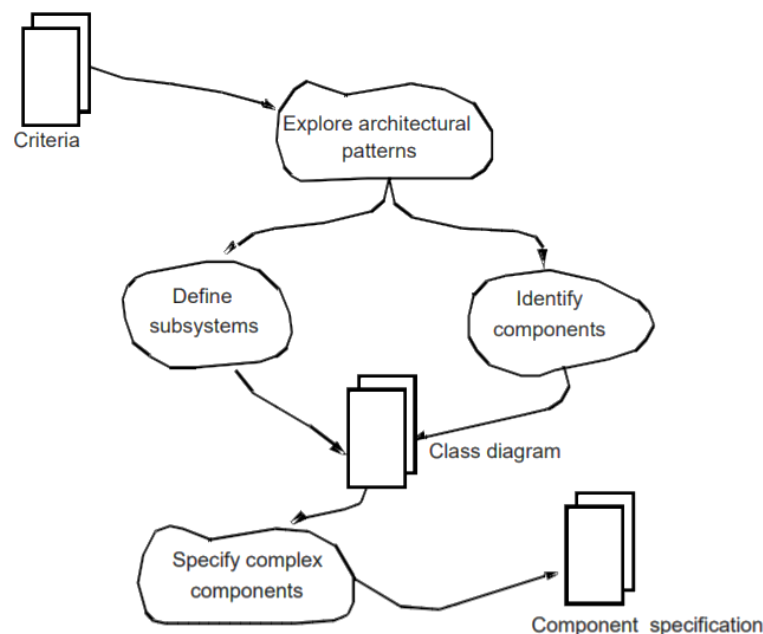 Criteria
Explore architectural
patterns
Define
subsystems
Identify
components
Class diagram
Specify complex
components
Component specification